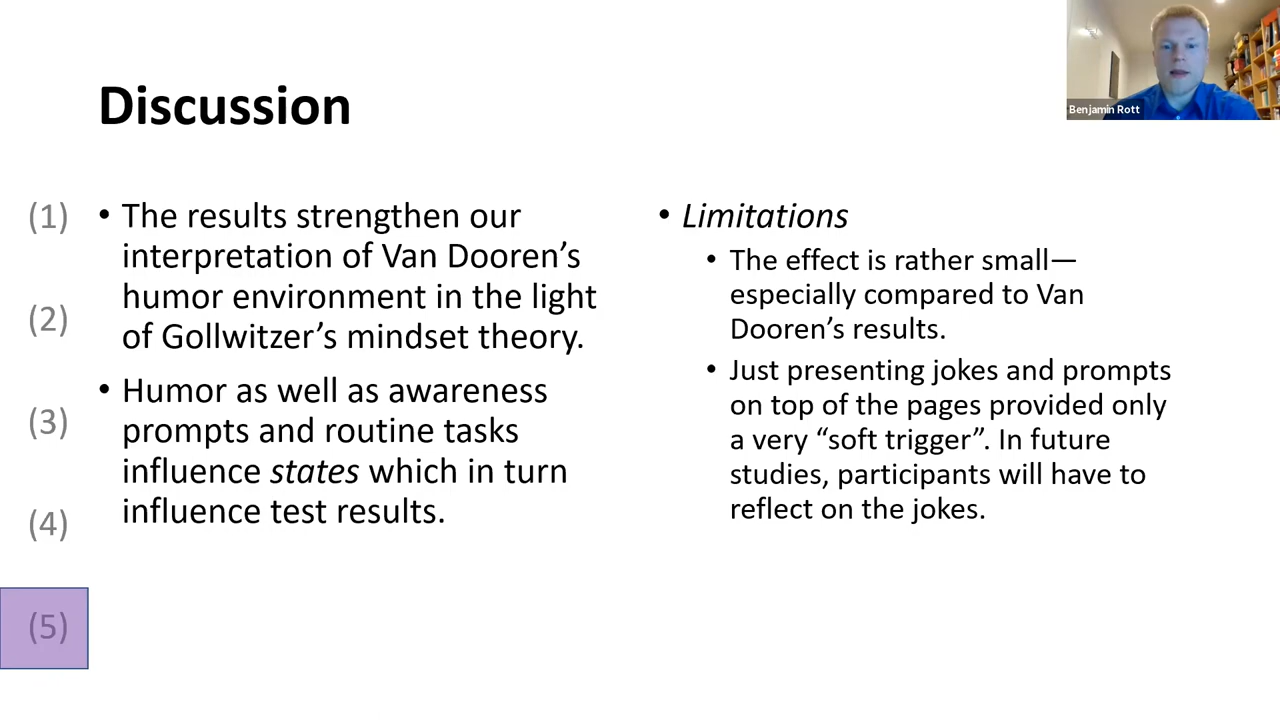 Benjamin Rott
Discussion
(1)
(2)
(3)
(4)
(5)
• The results strengthen our
interpretation of Van Dooren’s
humor environment in the light
of Gollwitzer’s mindset theory.
• Humor as well as awareness
prompts and routine tasks
influence states which in turn
influence test results.
• Limitations
• The effect is rather small—
especially compared to Van
Dooren’s results.
• Just presenting jokes and prompts
on top of the pages provided only
a very “soft trigger”. In future
studies, participants will have to
reflect on the jokes.